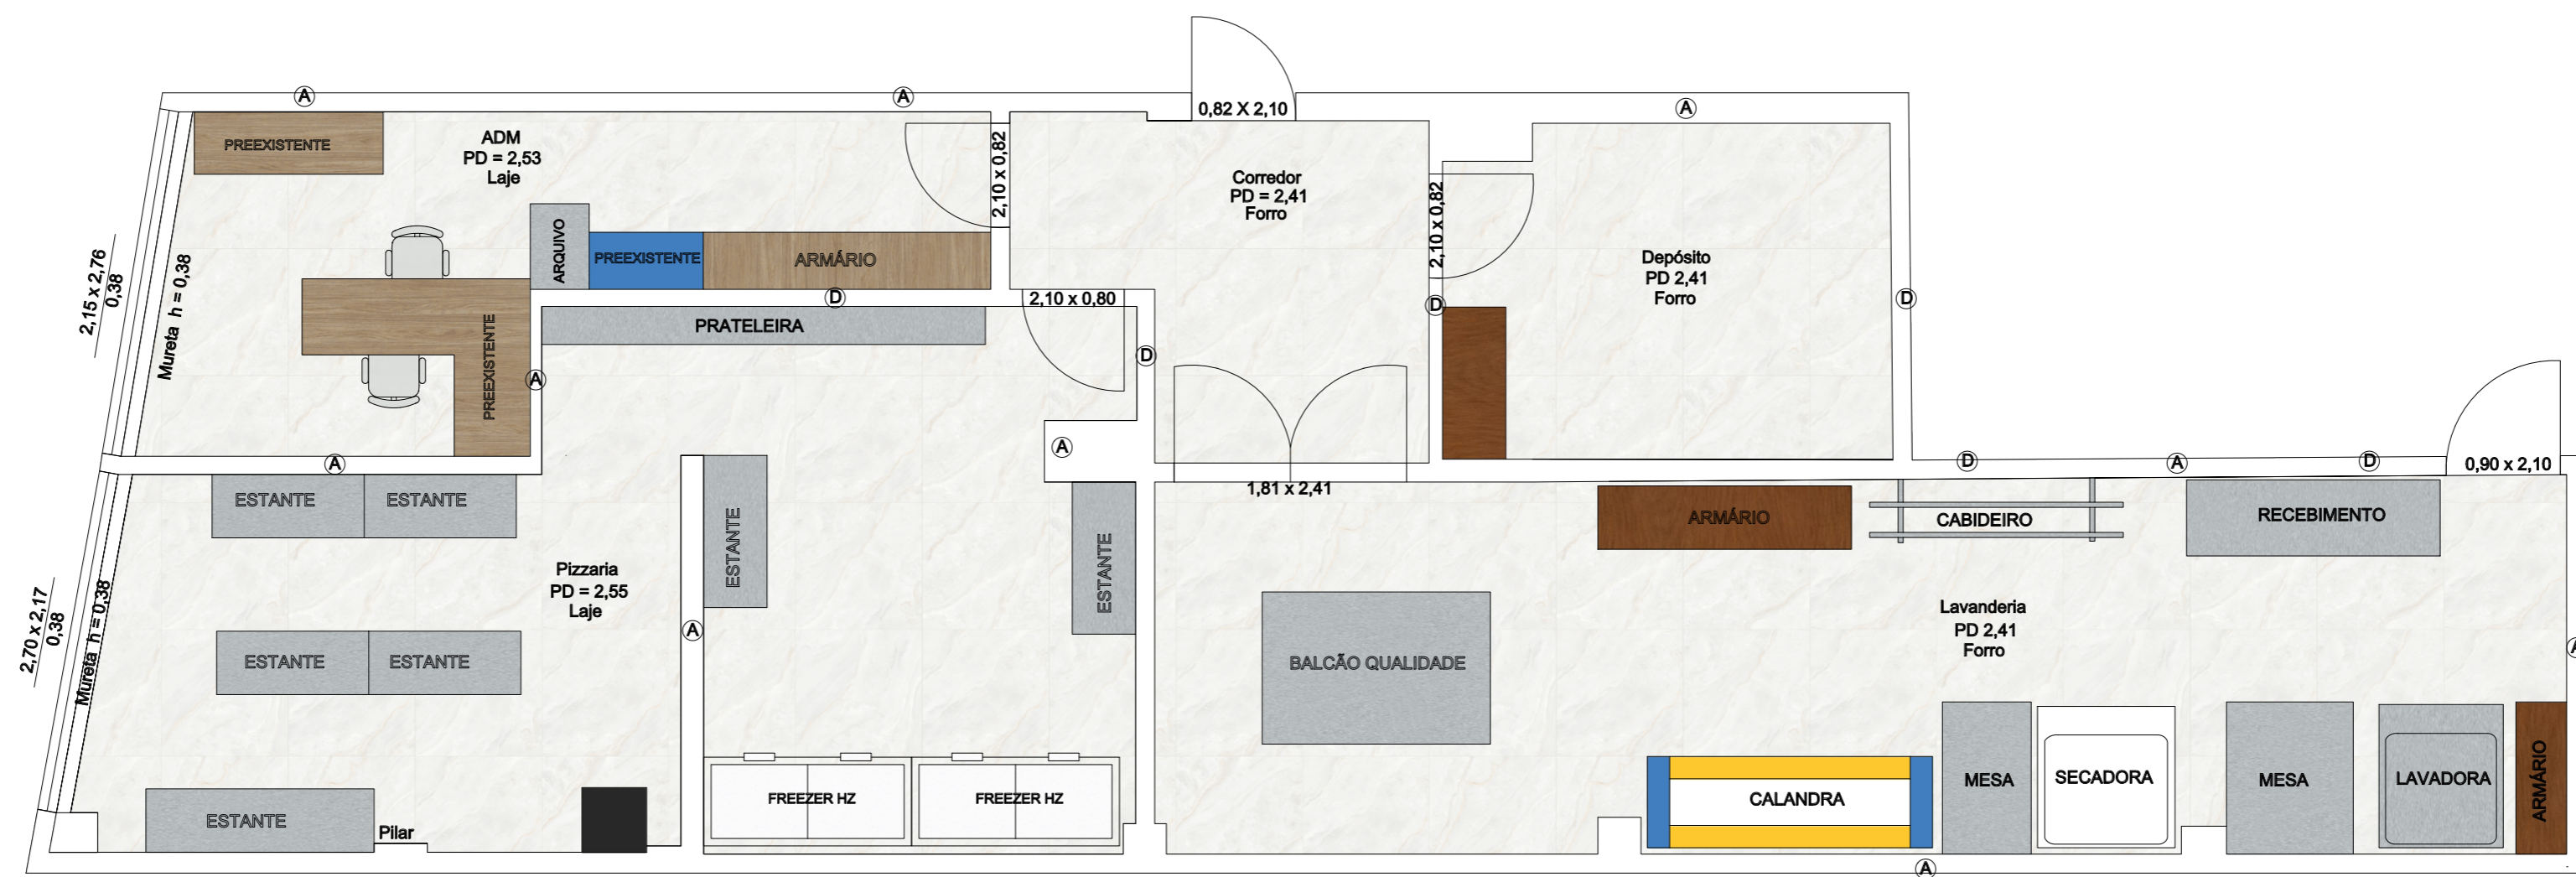 A
A
0,82 X 2,10
A
PREEXISTENTE
ADM
PD = 2,53
Laje
2,10 x 0,82
Corredor
PD = 2,41
Forro
2,10 x 0,82
ARQUIVO
PREEXISTENTE
ARMÁRIO
Depósito
PD 2,41
Forro
2,15 x 2,76
0,38
Mureta h = 0,38
D
2,10 x 0,80
D
D
PRATELEIRA
PREEXISTENTE
A
D
A
A
D
A
D
0,90 x 2,10
ESTANTE
ESTANTE
1,81 x 2,41
ARMÁRIO
CABIDEIRO
RECEBIMENTO
ESTANTE
ESTANTE
Pizzaria
PD = 2,55
Laje
2,70 x 2,17
0,38
Mureta h = 0,38
A
Lavanderia
PD 2,41
Forro
A
ESTANTE
ESTANTE
BALCÃO QUALIDADE
MESA
SECADORA
MESA
LAVADORA
ARMÁRIO
FREEZER HZ
FREEZER HZ
CALANDRA
ESTANTE
Pilar
A